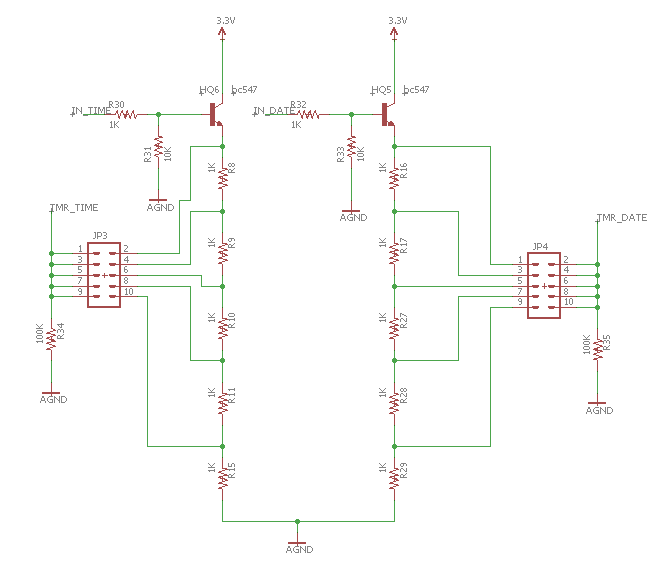 3.3V
3.3V
HQ6 bc547
HQ5 bc547
IN_TIME R30
1K
IN_DATE R32
1K
R31 10K
R33 10K
1K R8
1K R16
AGND
AGND
TMR_TIME
TMR_DATE
JP3
1 2
3 4
5 6
7 8
9 10
1K R9
1K R17
JP4
1 2
3 4
5 6
7 8
9 10
100K R34
1K R10
1K R27
100K R35
AGND
1K R11
1K R28
AGND
1K R15
1K R29
AGND